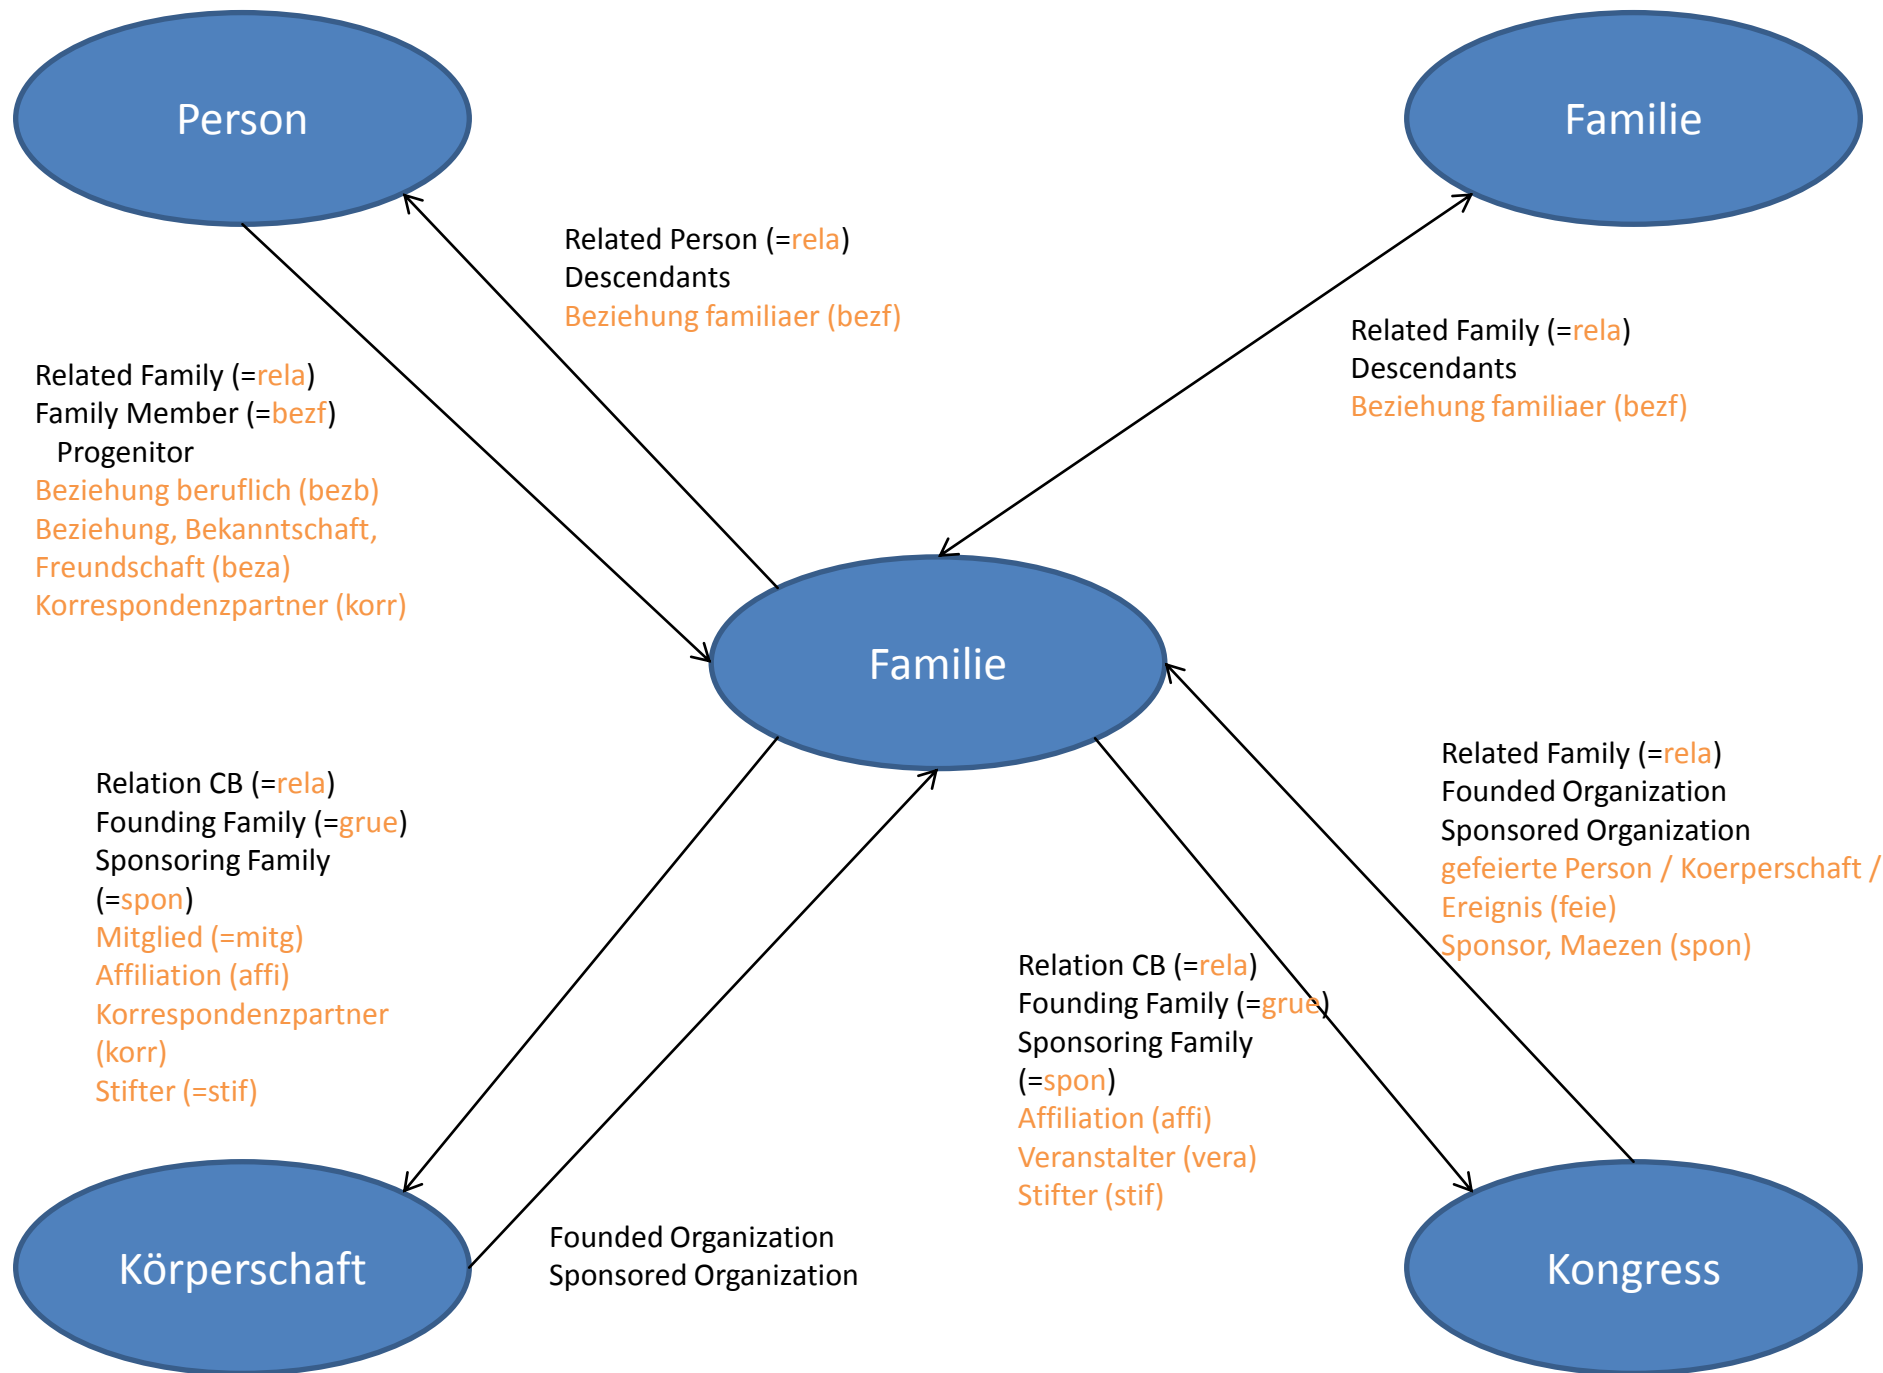 Person
Familie
Related Person (=rela)
Descendants
Beziehung familiaer (bezf)
Related Family (=rela)
Descendants
Beziehung familiaer (bezf)
Related Family (=rela)
Family Member (=bezf)
Progenitor
Beziehung beruflich (bezb)
Beziehung, Bekanntschaft,
Freundschaft (beza)
Korrespondenzpartner (korr)
Familie
Relation CB (=rela)
Founding Family (=grue)
Sponsoring Family
(=spon)
Mitglied (=mitg)
Affiliation (affi)
Korrespondenzpartner
(korr)
Stifter (=stif)
Related Family (=rela)
Founded Organization
Sponsored Organization
gefeierte Person / Koerperschaft /
Ereignis (feie)
Sponsor, Maezen (spon)
Relation CB (=rela)
Founding Family (=grue)
Sponsoring Family
(=spon)
Affiliation (affi)
Veranstalter (vera)
Stifter (stif)
Founded Organization
Sponsored Organization
Körperschaft
Kongress